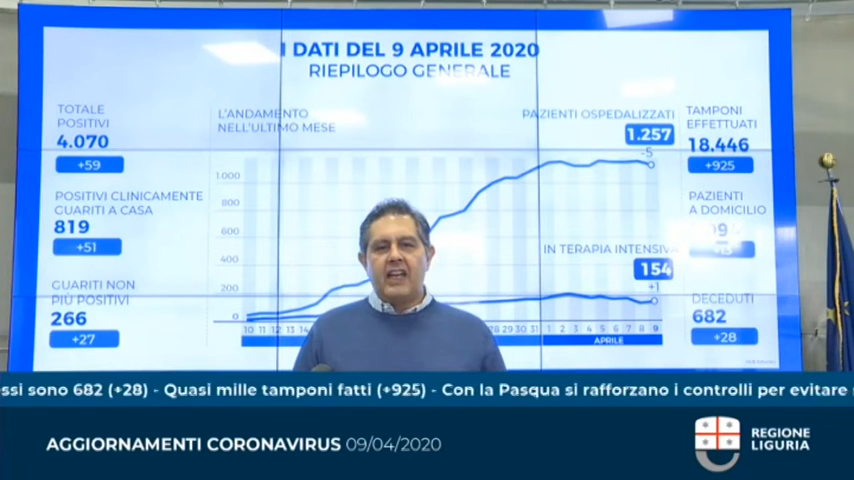 I DATI DEL 9 APRILE 2020
RIEPILOGO GENERALE
TOTALE
POSITIVI
4.070
+59
POSITIVI CLINICAMENTE
GUARITI A CASA
819
+51
GUARITI NON
PIÙ POSITIVI
266
+27
L'ANDAMENTO
NELL'ULTIMO MESE
1.000
800
600
400
200
0
10 11 12 13 14
28 29 30 31 1 2 3 4 5 6 7 8 9
APRILE
PAZIENTI OSPEDALIZZATI
1.257
-5
IN TERAPIA INTENSIVA
154
+1
TAMPONI
EFFETTUATI
18.446
+925
PAZIENTI
A DOMICILIO
DECEDUTI
682
+28
essi sono 682 (+28) - Quasi mille tamponi fatti (+925) - Con la Pasqua si rafforzano i controlli per evitare
AGGIORNAMENTI CORONAVIRUS 09/04/2020
REGIONE
LIGURIA